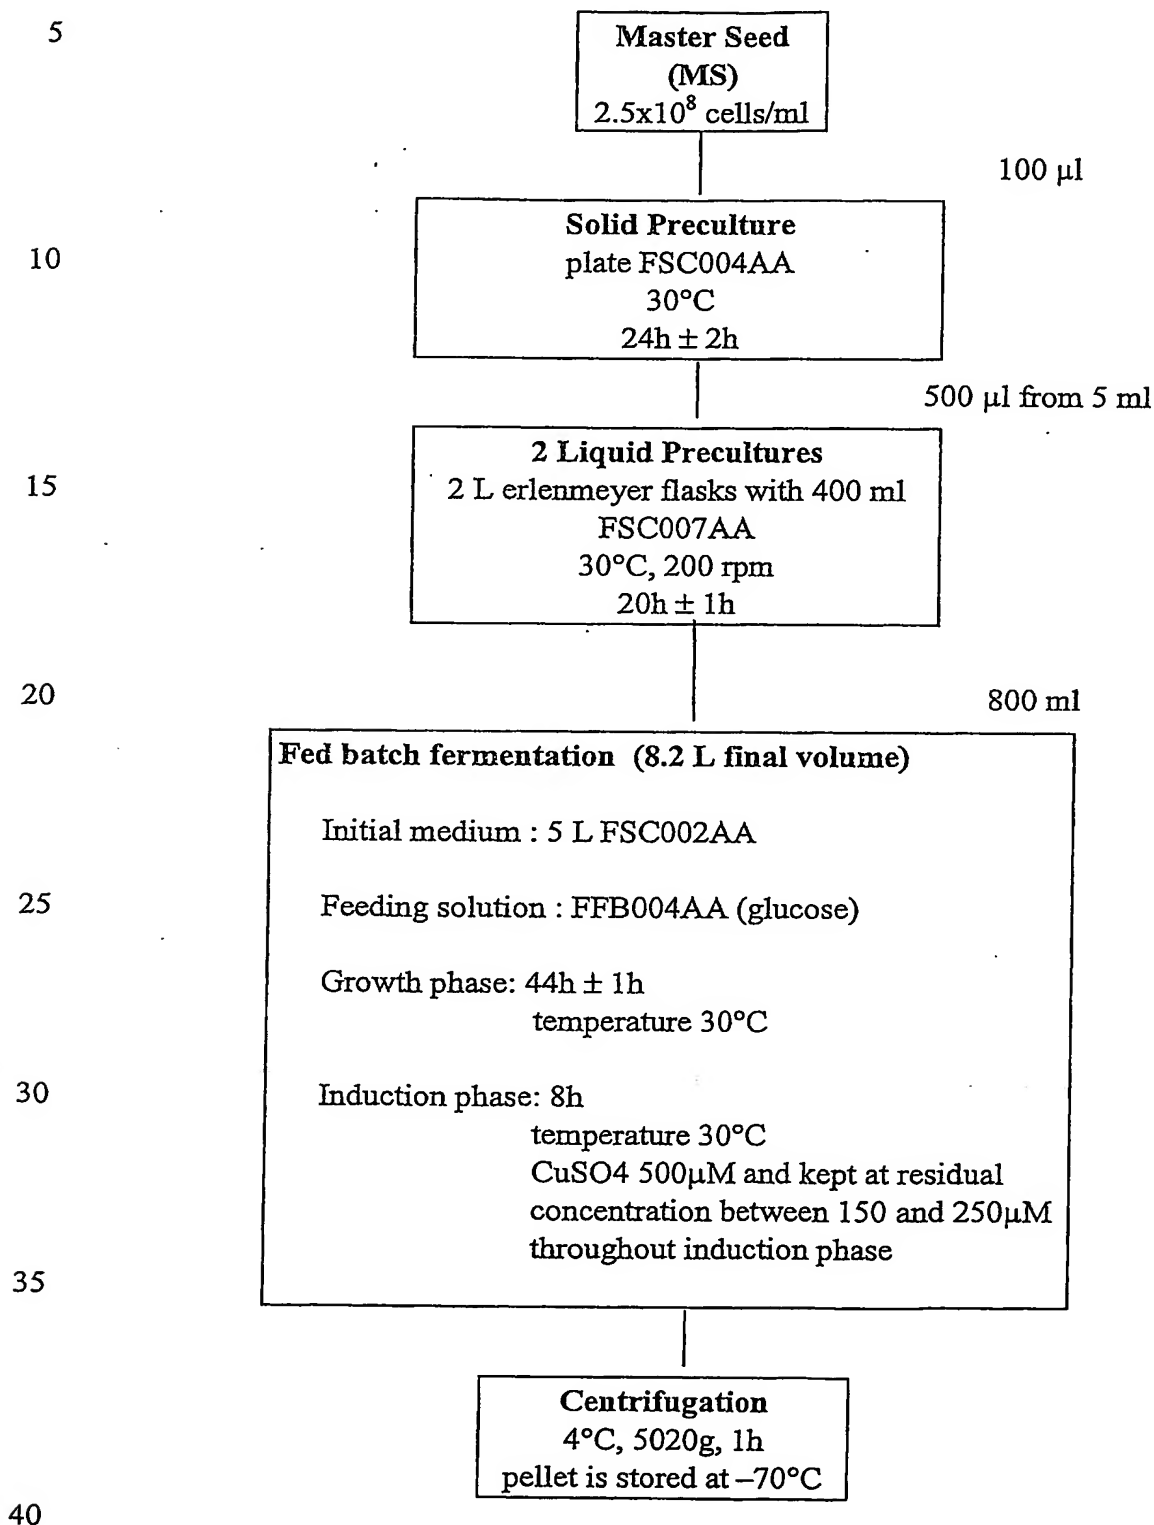 5
Master Seed
(MS)
2.5x10⁸ cells/ml
100 µl
Solid Preculture
10
plate FSC004AA
30°C
24h ± 2h
500 µl from 5 ml
2 Liquid Precultures
15
2 L erlenmeyer flasks with 400 ml
FSC007AA
30°C, 200 rpm
20h ± 1h
20
800 ml
Fed batch fermentation (8.2 L final volume)
Initial medium : 5 L FSC002AA
25
Feeding solution : FFB004AA (glucose)
Growth phase: 44h ± 1h
temperature 30°C
30
Induction phase: 8h
temperature 30°C
CuSO4 500µM and kept at residual
concentration between 150 and 250µM
throughout induction phase
35
Centrifugation
4°C, 5020g, 1h
pellet is stored at –70°C
40